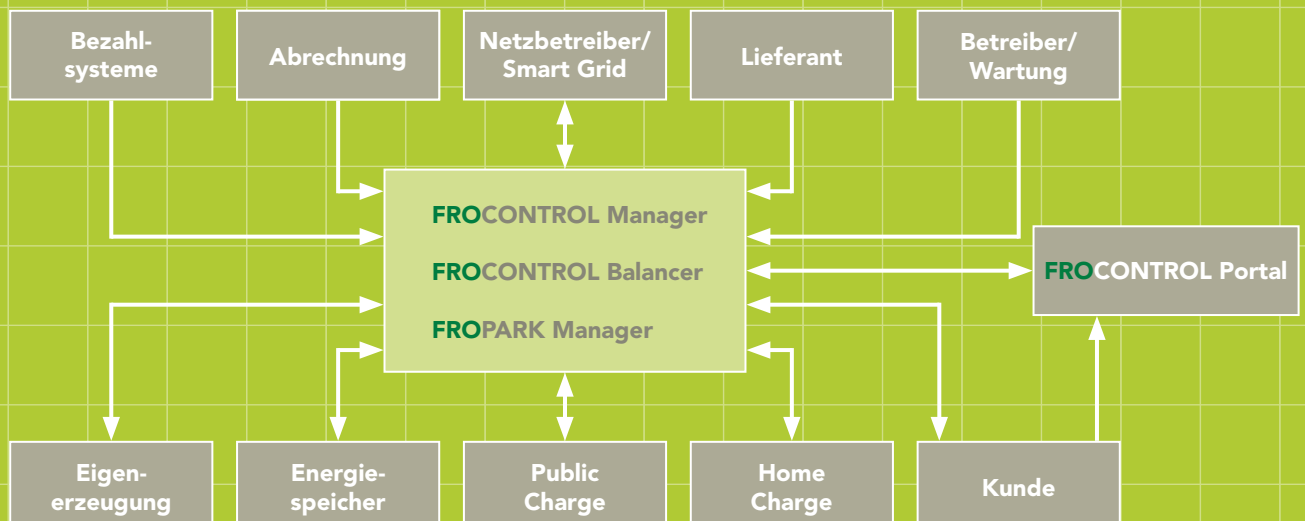 Bezahl-
systeme
Abrechnung
Netzbetreiber/
Smart Grid
Lieferant
Betreiber/
Wartung
FROCONTROL Manager
FROCONTROL Balancer
FROPARK Manager
FROCONTROL Portal
Eigen-
erzeugung
Energie-
speicher
Public
Charge
Home
Charge
Kunde